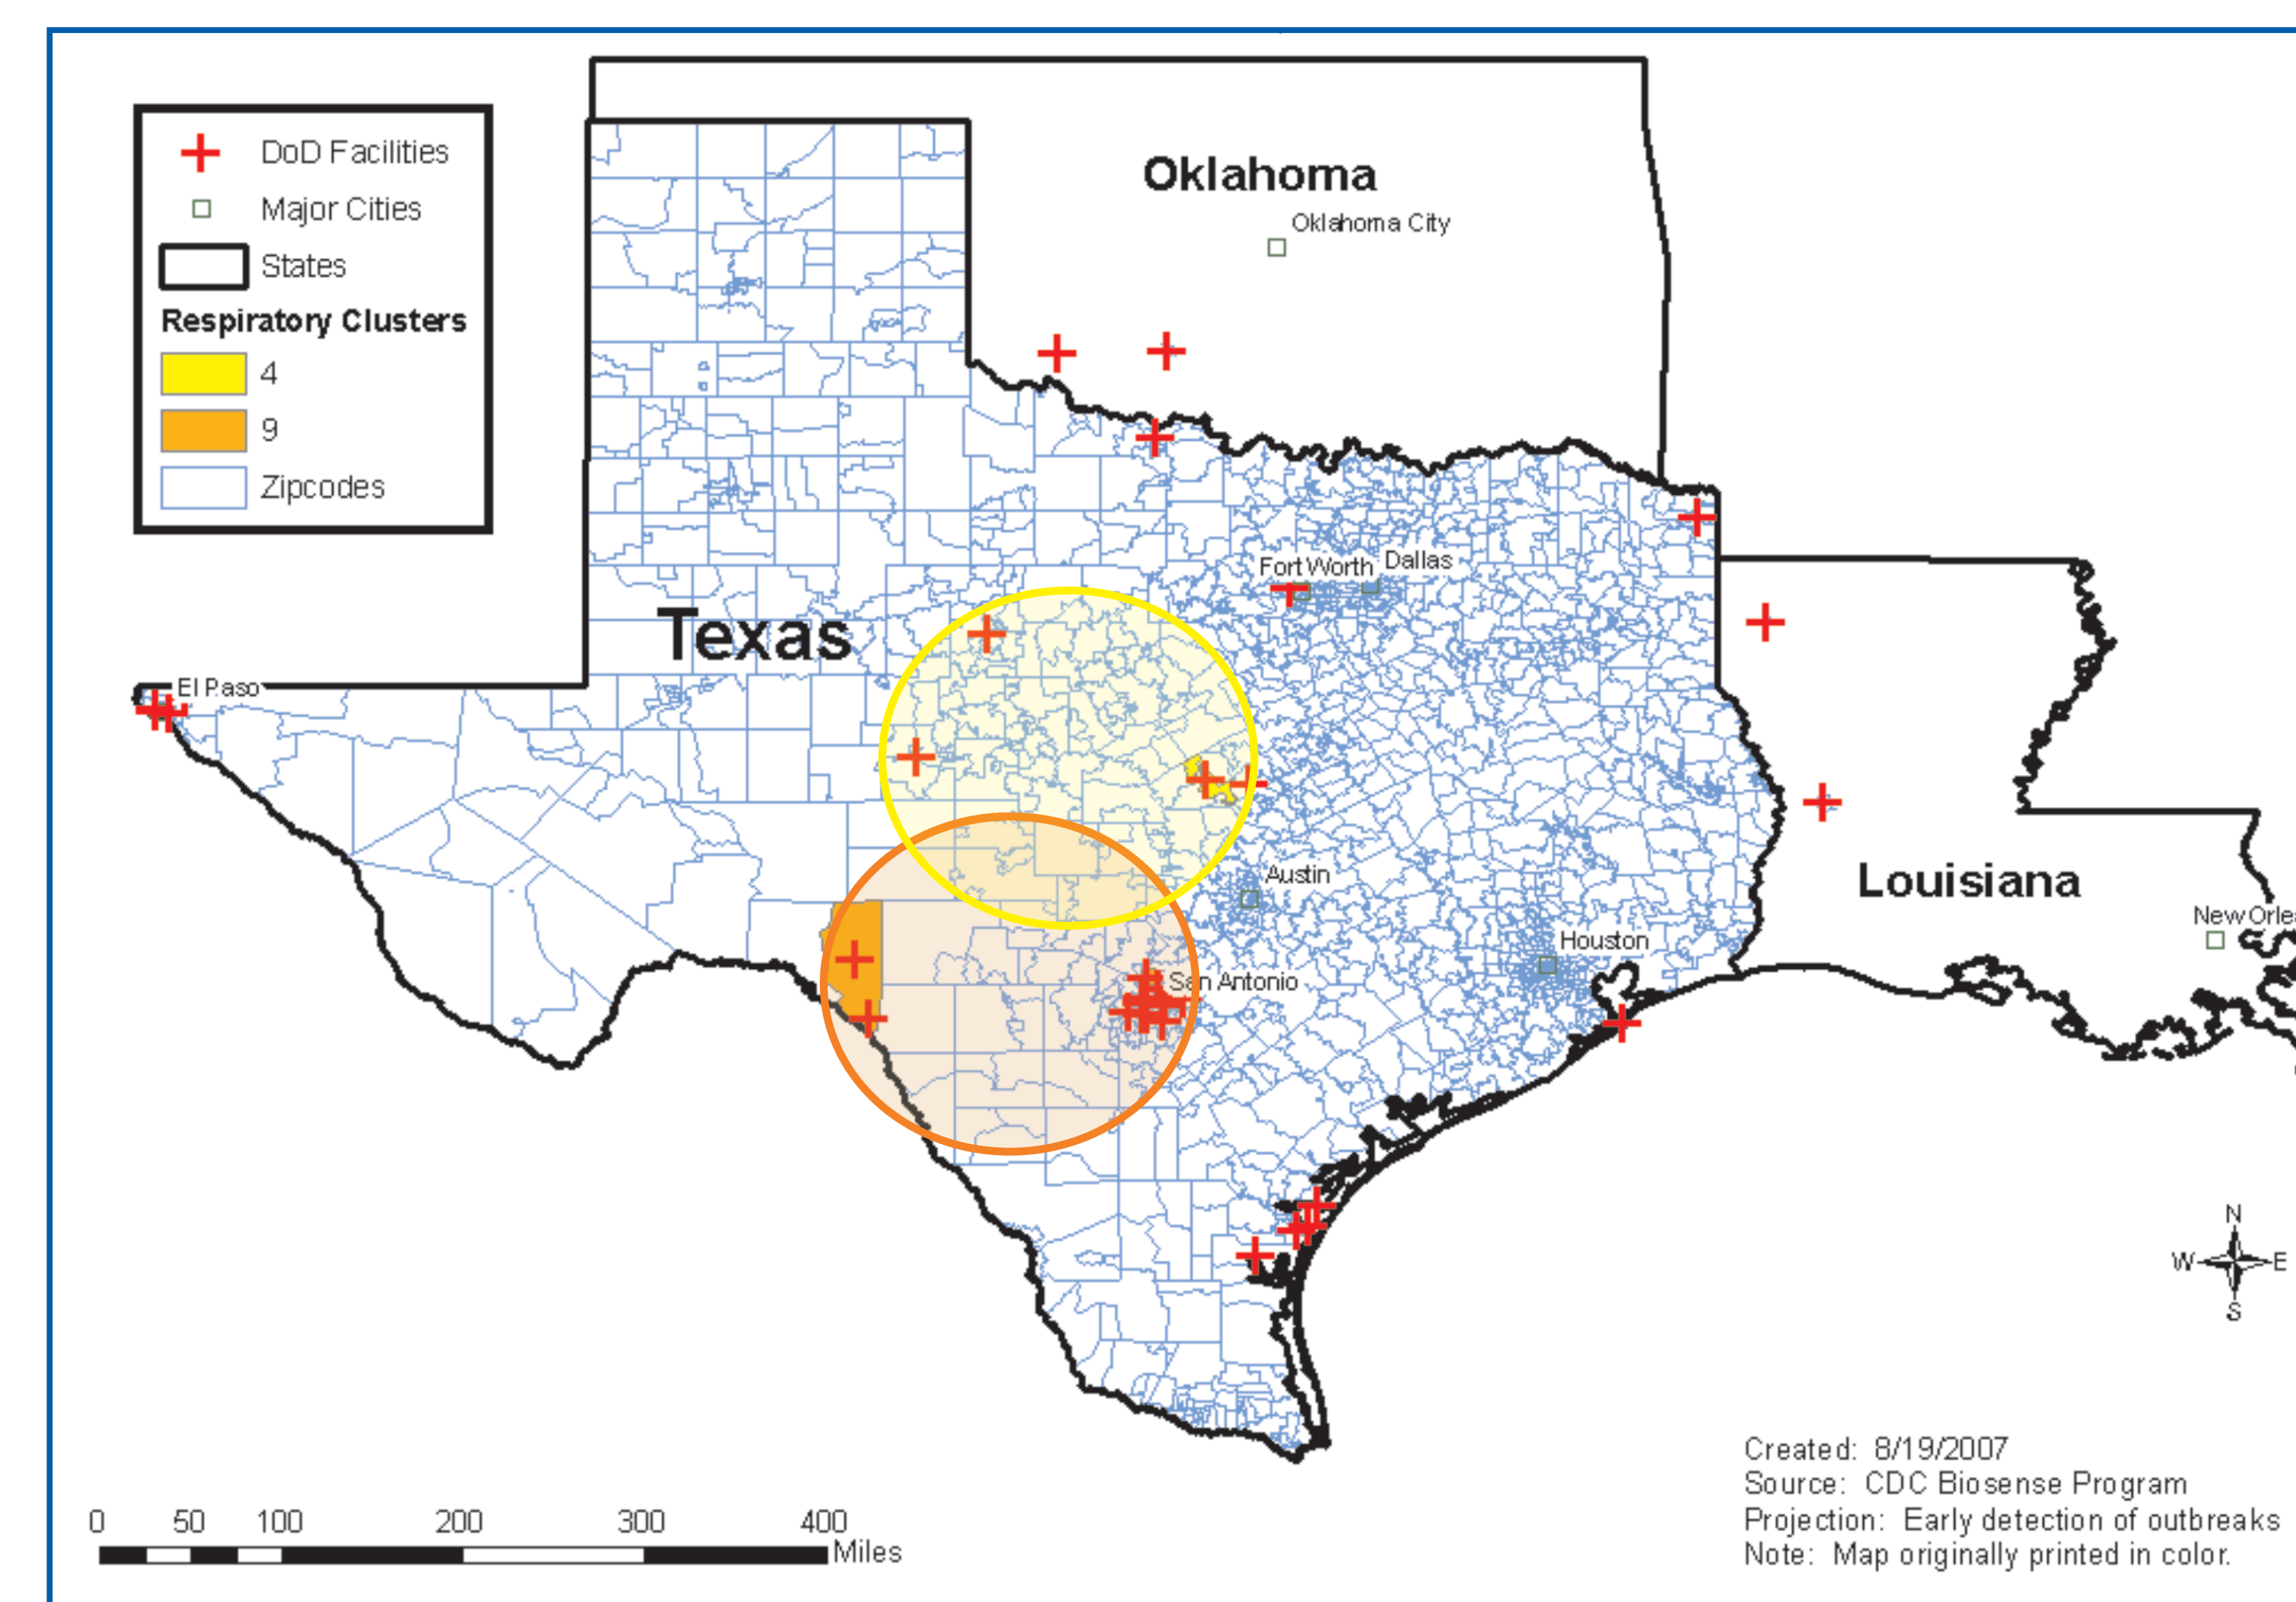 DoD Facilities
Major Cities
States
Respiratory Clusters
4
9
Zipcodes
Oklahoma
Oklahoma City
Fort Worth
Dallas
Texas
El Paso
Austin
Houston
San Antonio
Louisiana
New Orle
N
W E
S
0 50 100 200 300 400
Miles
Created: 8/19/2007
Source: CDC Biosense Program
Projection: Early detection of outbreaks
Note: Map originally printed in color.